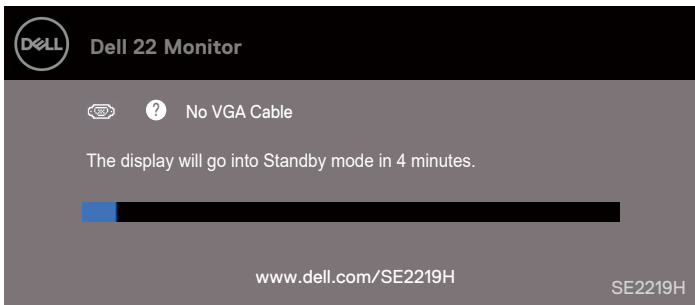 DELL
Dell 22 Monitor
? No VGA Cable
The display will go into Standby mode in 4 minutes.
www.dell.com/SE2219H
SE2219H